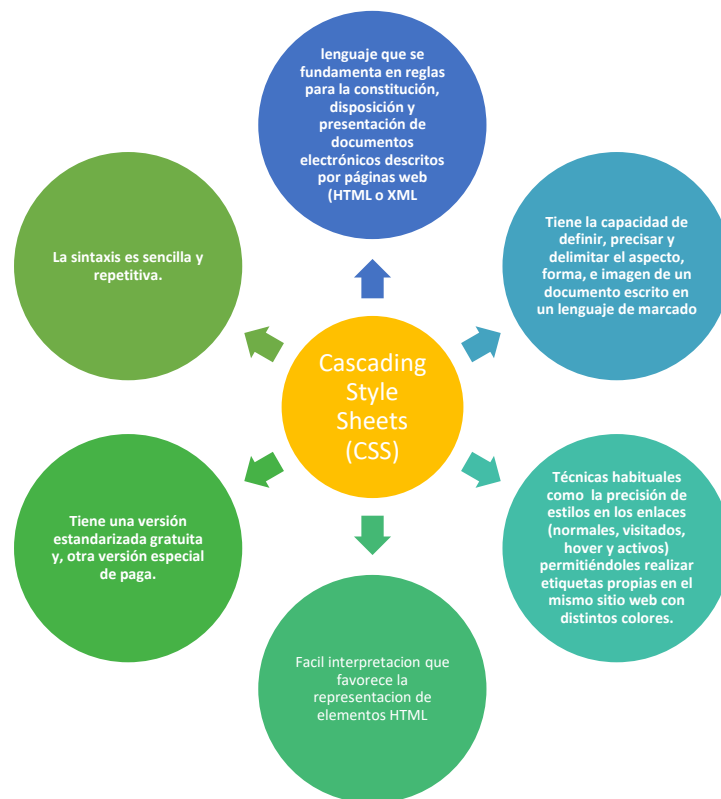 lenguaje que se
fundamenta en reglas
para la constitución,
disposición y
presentación de
documentos
electrónicos descritos
por páginas web
(HTML o XML
Tiene la capacidad de
definir, precisar y
delimitar el aspecto,
forma, e imagen de un
documento escrito en
un lenguaje de marcado
La sintaxis es sencilla y
repetitiva.
Cascading
Style
Sheets
(CSS)
Técnicas habituales
como  la precisión de
estilos en los enlaces
(normales, visitados,
hover y activos)
permitiéndoles realizar
etiquetas propias en el
mismo sitio web con
distintos colores.
Tiene una versión
estandarizada gratuita
y, otra versión especial
de paga.
Facil interpretacion que
favorece la
representacion de
elementos HTML